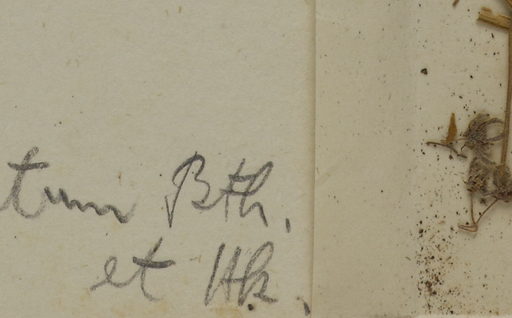 tum Bth.
et Hk.